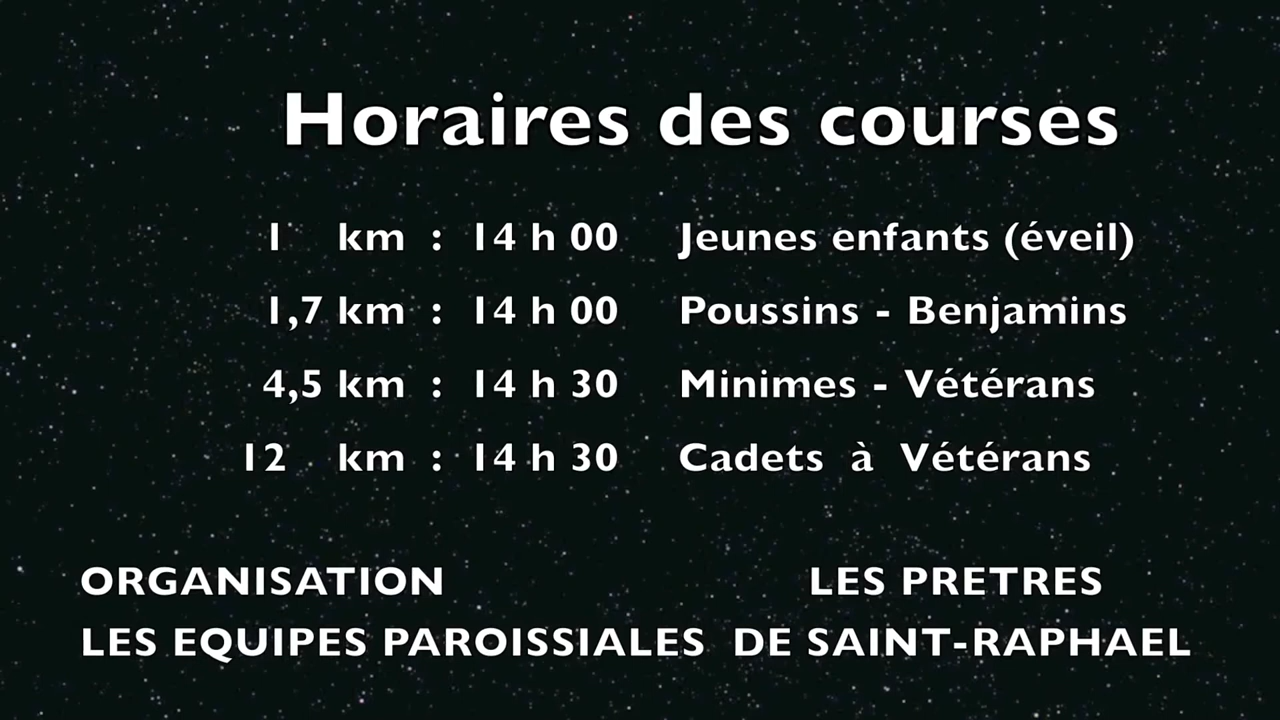 Horaires des courses
1 km : 14 h 00 Jeunes enfants (éveil)
1,7 km : 14 h 00 Poussins - Benjamins
4,5 km : 14 h 30 Minimes - Vétérans
12 km : 14 h 30 Cadets à Vétérans
ORGANISATION LES PRETRES
LES EQUIPES PAROISSIALES DE SAINT-RAPHAEL